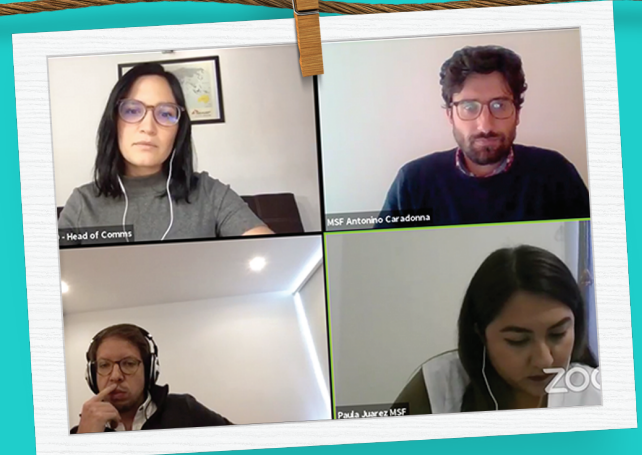 - Head of Comms
MSF Antonino Caradonna
Paula Juarez MSF
ZOO